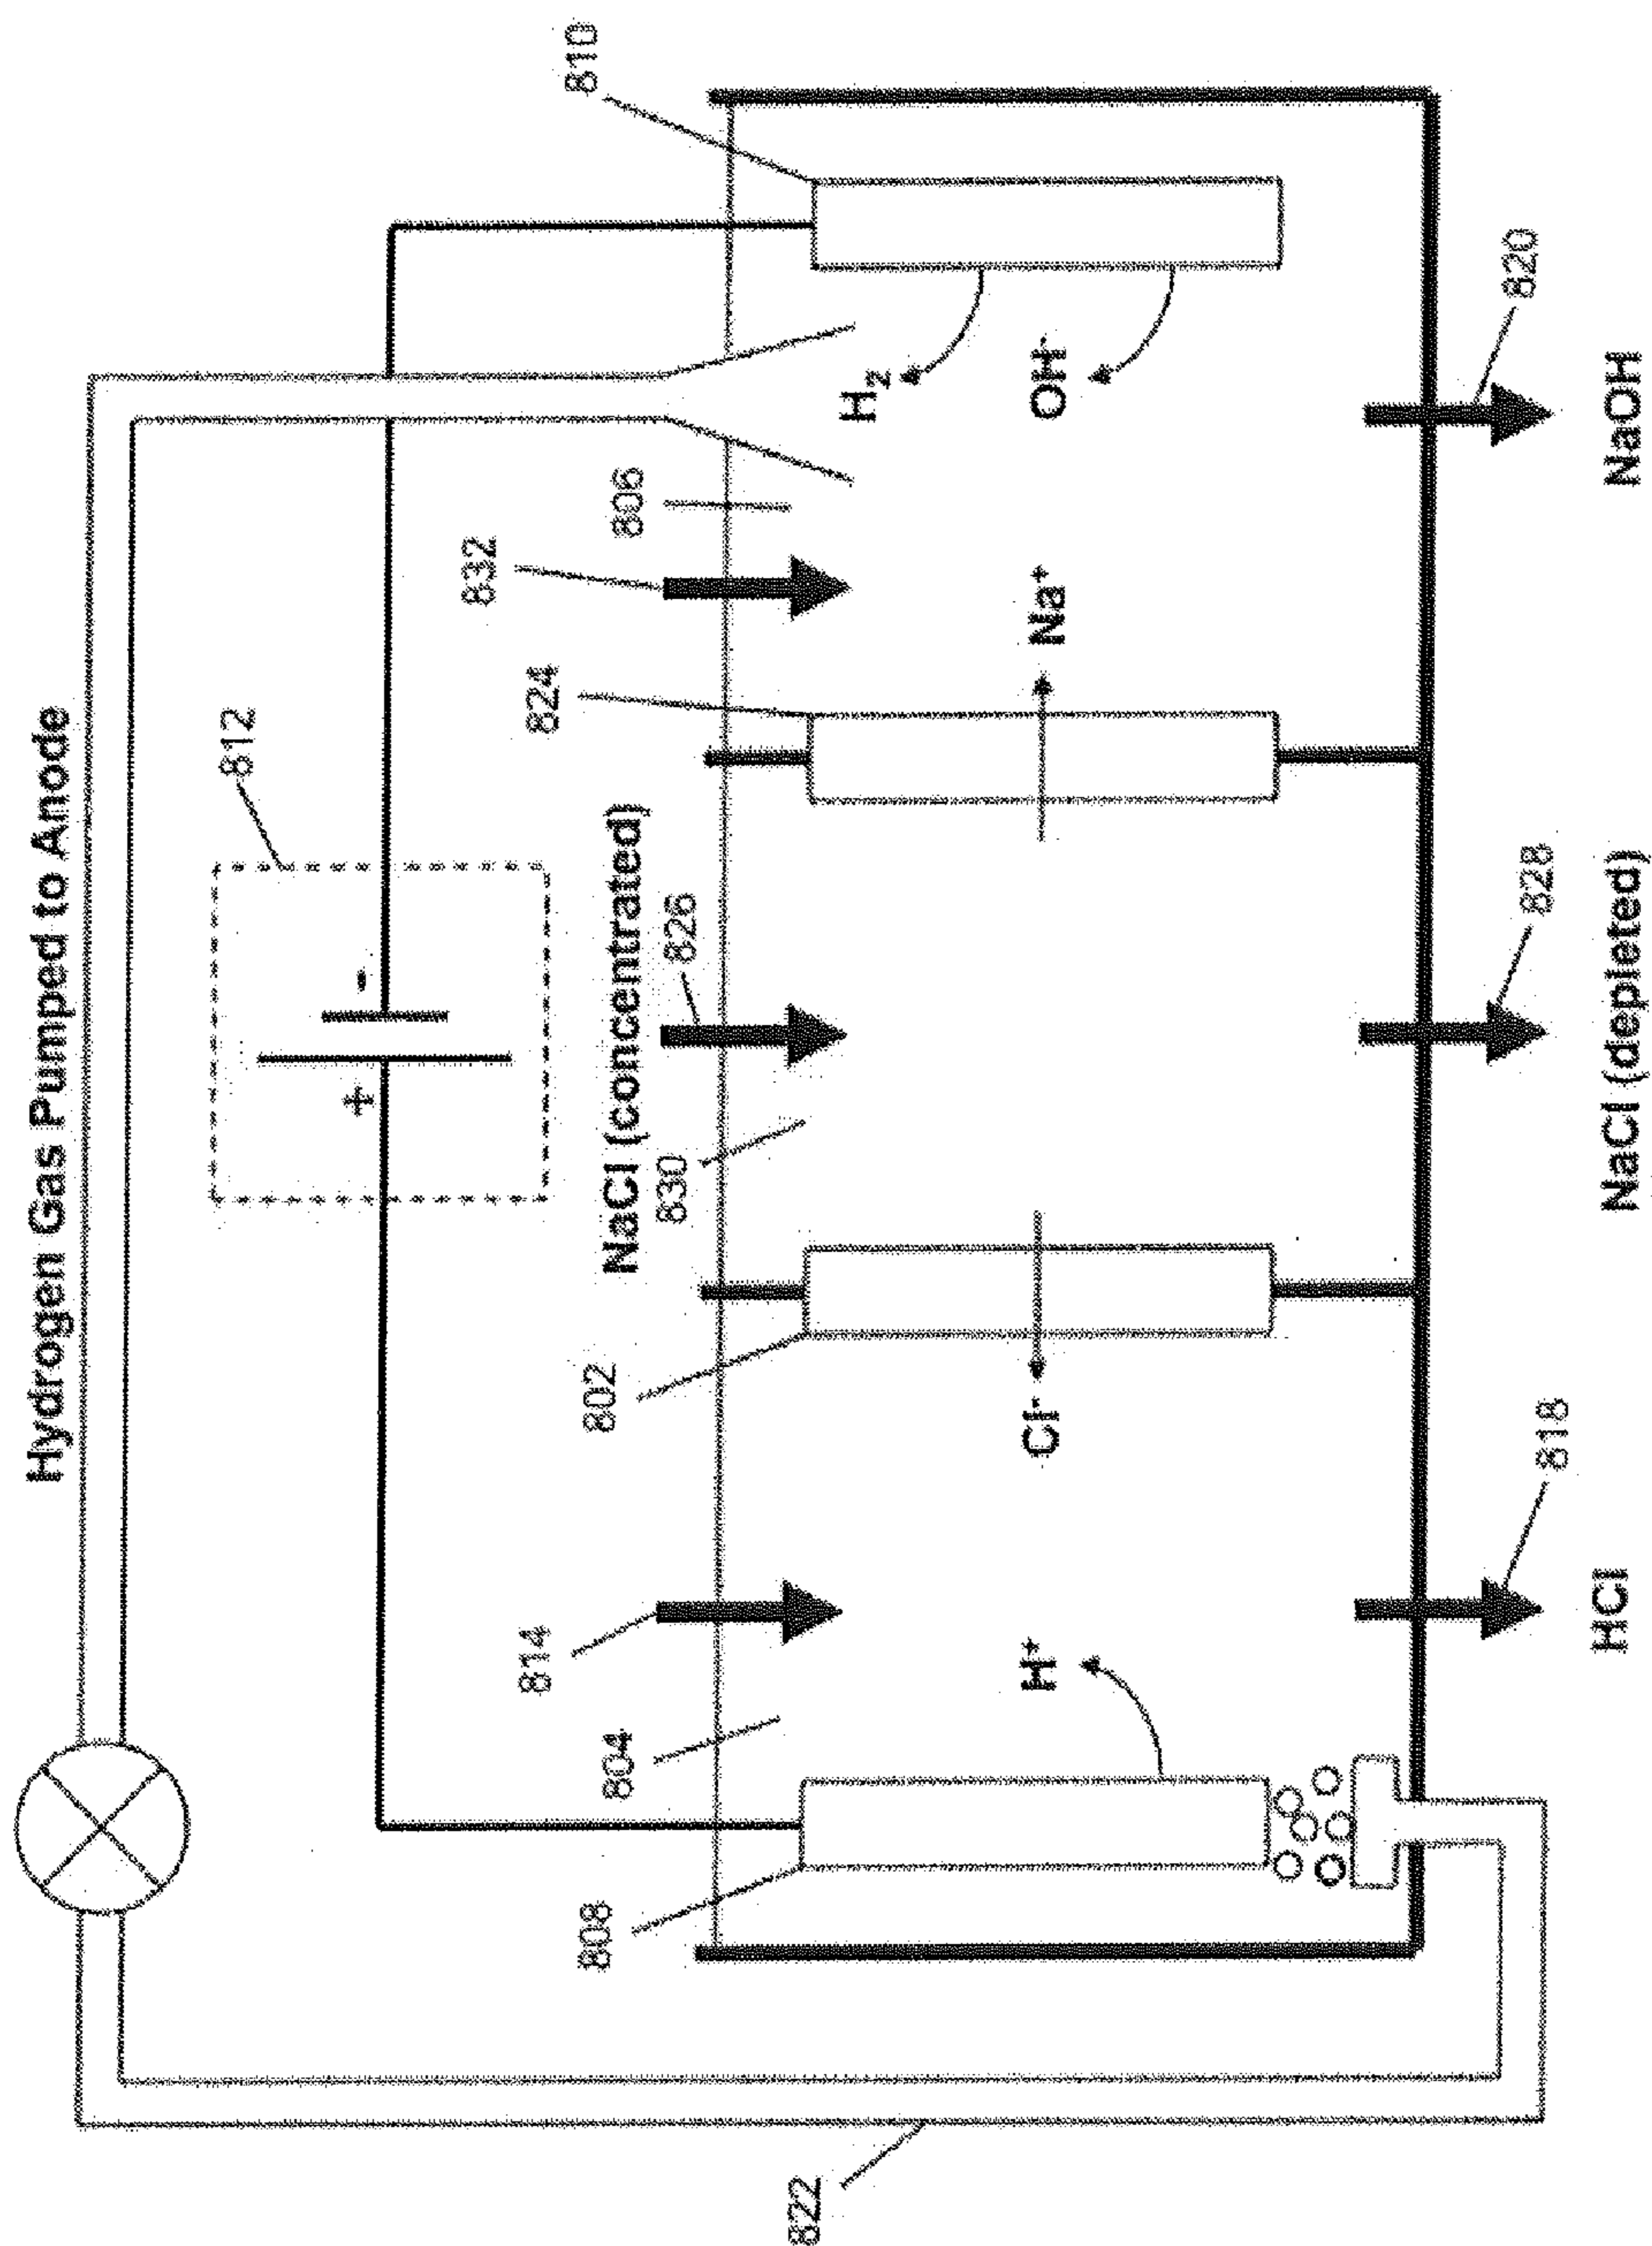 Hydrogen Gas Pumped to Anode
812
+
-
810
832
806
824
NaCl (concentrated)
826
830
802
814
804
808
822
H₂
OH⁻
Na⁺
Cl⁻
H⁺
818
828
820
HCl
NaCl (depleted)
NaOH